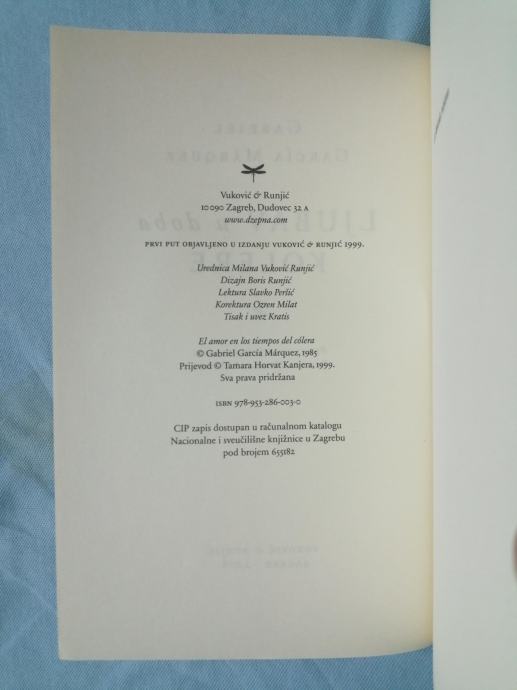 Vuković & Runjić
10090 Zagreb, Dudovec 32 A
www.dzepna.com
PRVI PUT OBJAVLJENO U IZDANJU VUKOVIĆ & RUNJIĆ 1999.
Urednica Milana Vuković Runjić
Dizajn Boris Runjić
Lektura Slavko Peršić
Korektura Ozren Milat
Tisak i uvez Kratis
El amor en los tiempos del cólera
© Gabriel García Márquez, 1985
Prijevod © Tamara Horvat Kanjera, 1999.
Sva prava pridržana
ISBN 978-953-286-003-0
CIP zapis dostupan u računalnom katalogu
Nacionalne i sveučilišne knjižnice u Zagrebu
pod brojem 655182